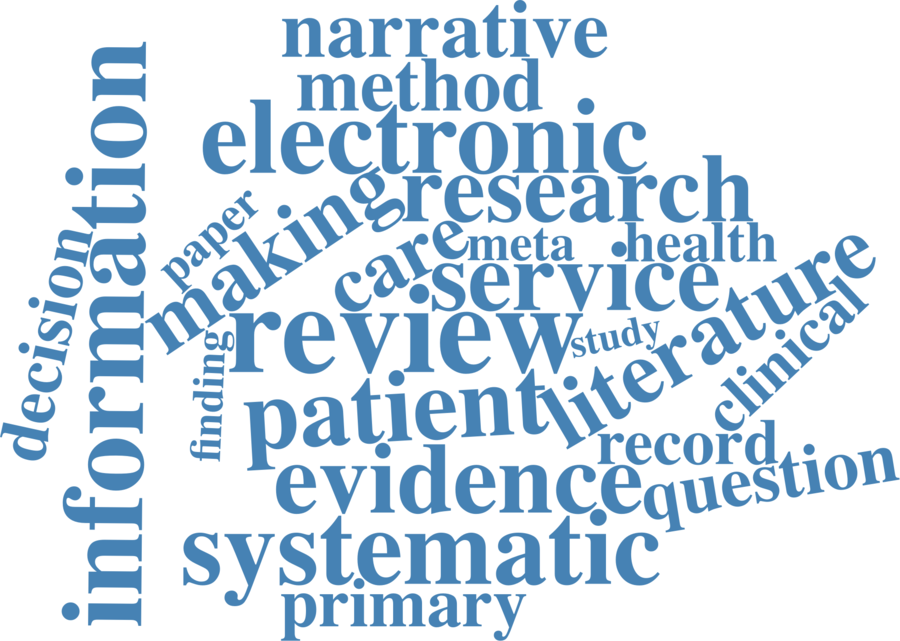 narrative
method
electronic
information
research
making
paper
decision
care
meta
health
service
literature
review
study
clinical
finding
patient
record
evidence
question
systematic
primary